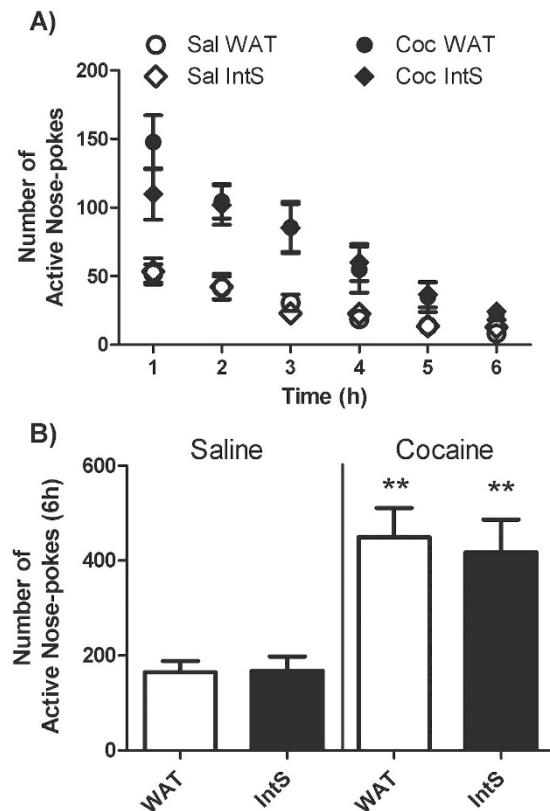 A)
Sal WAT Coc WAT
Sal IntS Coc IntS
200
150
100
50
0
Number of
Active Nose-pokes
1 2 3 4 5 6
Time (h)
B)
Saline Cocaine
600
400
200
0
** **
Number of
Active Nose-pokes (6h)
WAT IntS WAT IntS